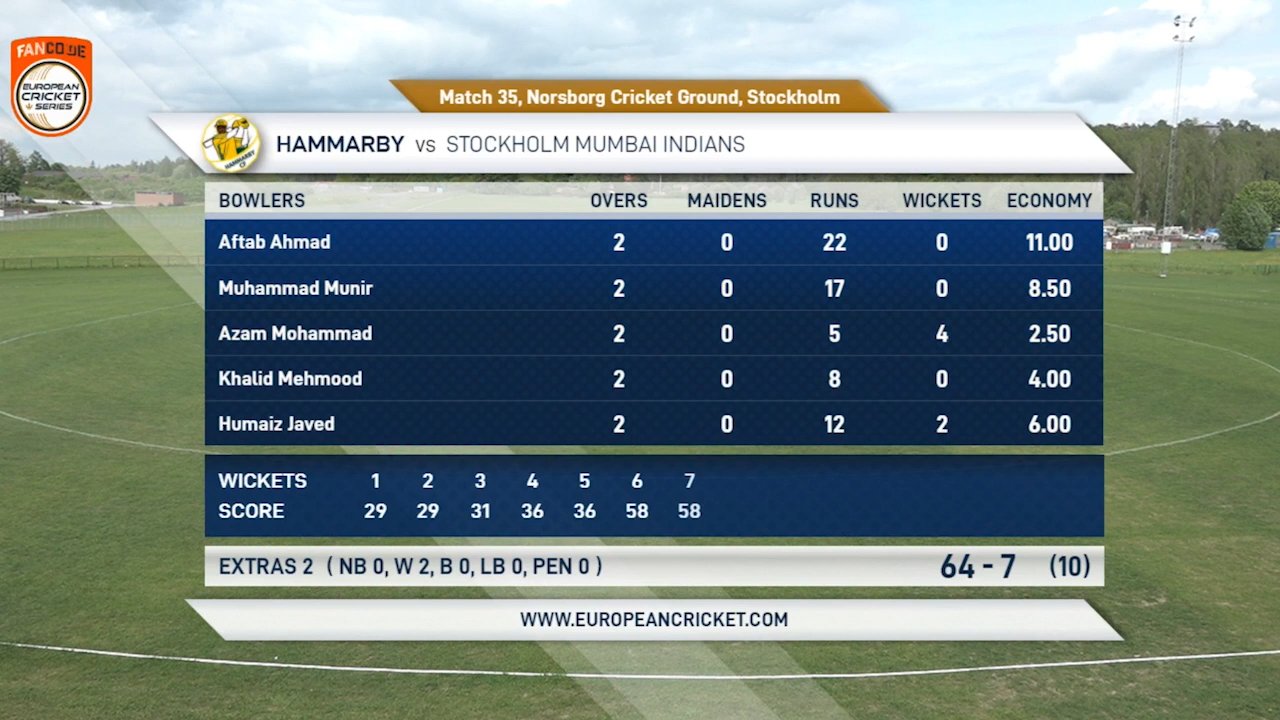 FANCODE
EUROPEAN
CRICKET
SERIES
Match 35, Norsborg Cricket Ground, Stockholm
HAMMARBY CF
HAMMARBY vs STOCKHOLM MUMBAI INDIANS
BOWLERS OVERS MAIDENS RUNS WICKETS ECONOMY
Aftab Ahmad 2 0 22 0 11.00
Muhammad Munir 2 0 17 0 8.50
Azam Mohammad 2 0 5 4 2.50
Khalid Mehmood 2 0 8 0 4.00
Humaiz Javed 2 0 12 2 6.00
WICKETS 1 2 3 4 5 6 7
SCORE 29 29 31 36 36 58 58
EXTRAS 2 ( NB 0, W 2, B 0, LB 0, PEN 0 ) 64 - 7 (10)
WWW.EUROPEANCRICKET.COM